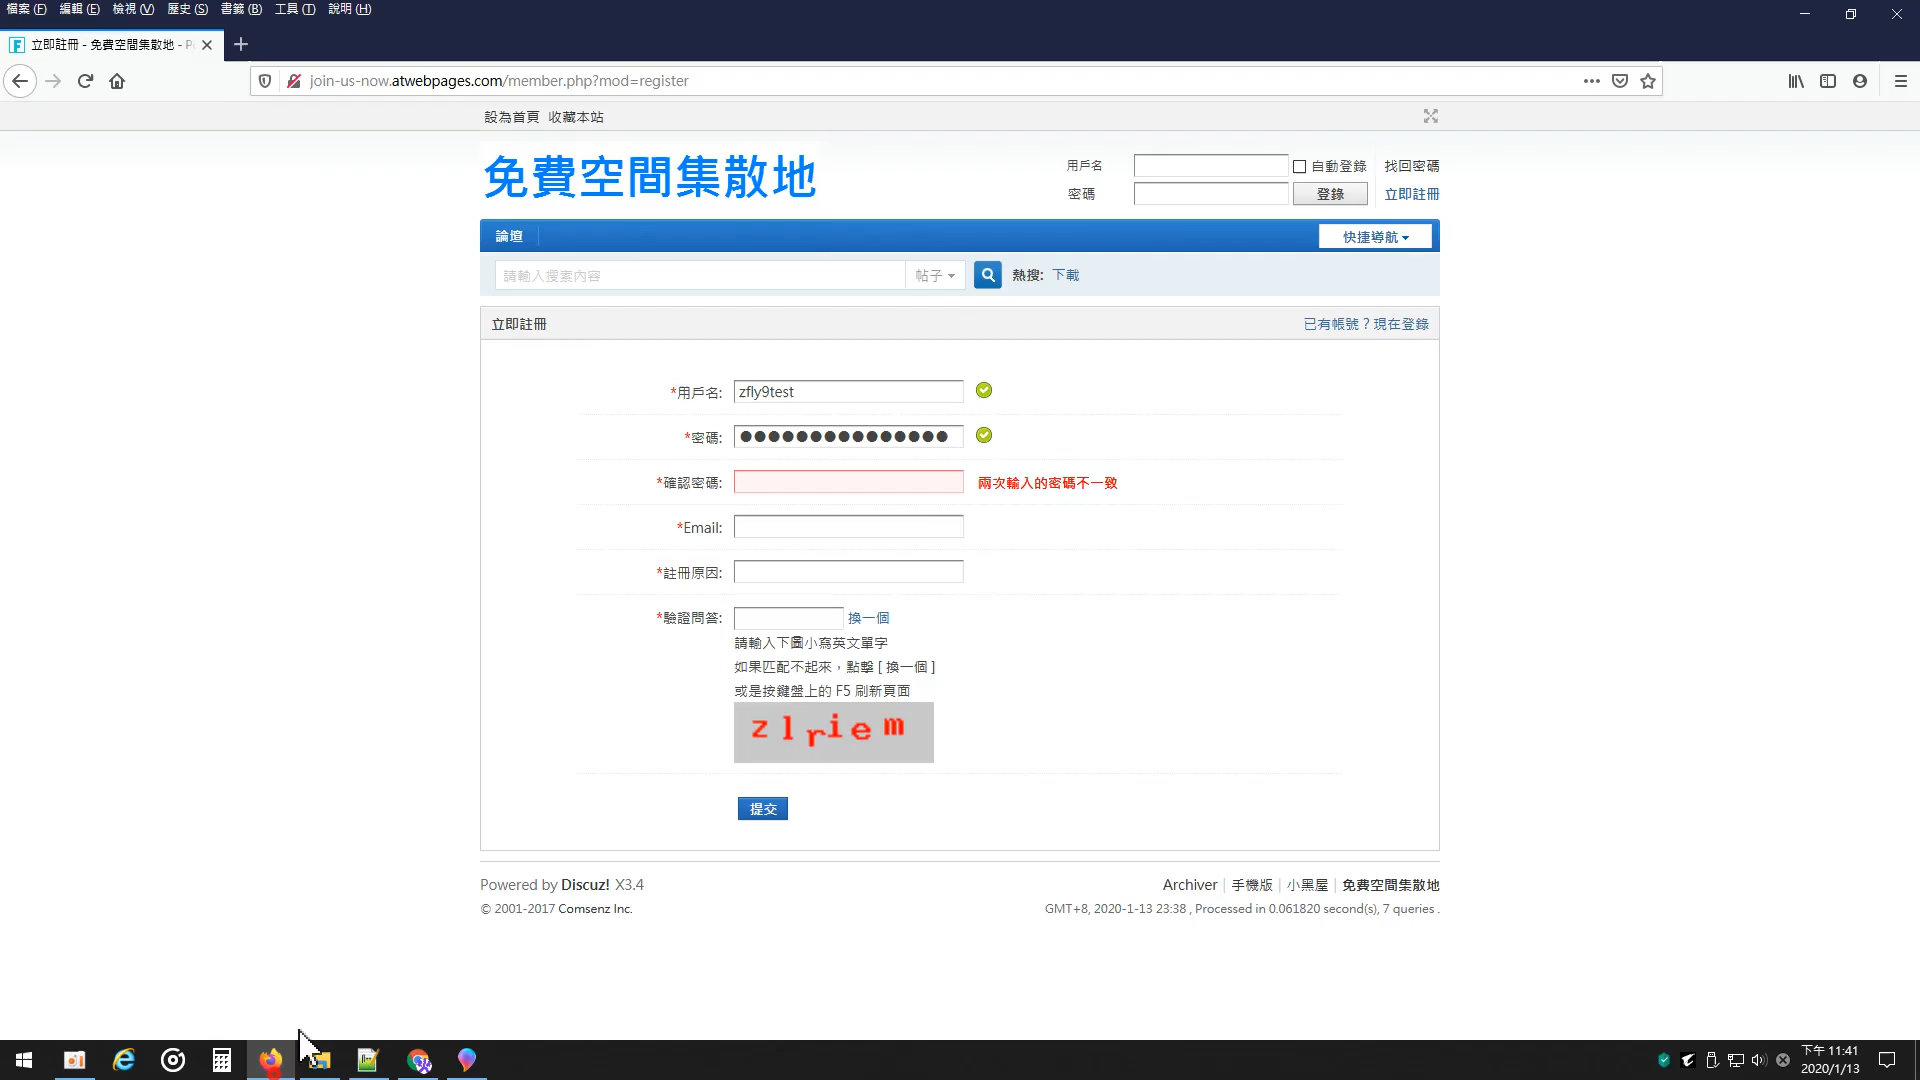 檔案 (F) 編輯 (E) 檢視 (V) 歷史 (S) 書籤 (B) 工具 (T) 說明 (H)
立即註冊 - 免費空間集散地 - P
join-us-now.atwebpages.com/member.php?mod=register
設為首頁 收藏本站
免費空間集散地
用戶名 自動登錄 找回密碼
密碼 登錄 立即註冊
論壇 快捷導航
請輸入搜索內容 帖子 熱搜: 下載
立即註冊 已有帳號？現在登錄
*用戶名: zfly9test
*密碼: ●●●●●●●●●●●●●●●
*確認密碼: 兩次輸入的密碼不一致
*Email:
*註冊原因:
*驗證問答: 換一個
請輸入下圖小寫英文單字
如果匹配不起來，點擊 [ 換一個 ]
或是按鍵盤上的 F5 刷新頁面
zlriem
提交
Powered by Discuz! X3.4 Archiver | 手機版 | 小黑屋 | 免費空間集散地
© 2001-2017 Comsenz Inc. GMT+8, 2020-1-13 23:38 , Processed in 0.061820 second(s), 7 queries .
下午 11:41
2020/1/13